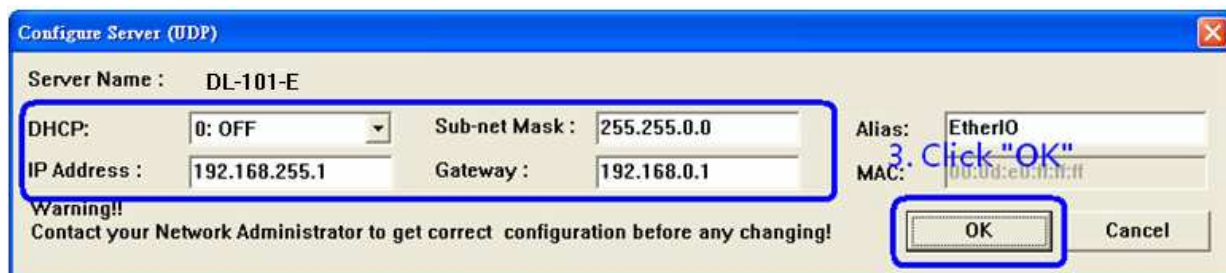 Configure Server (UDP)
Server Name : DL-101-E
DHCP: 0: OFF Sub-net Mask : 255.255.0.0 Alias: EtherIO
IP Address : 192.168.255.1 Gateway : 192.168.0.1 MAC:
3. Click "OK"
Warning!!
Contact your Network Administrator to get correct configuration before any changing!
OK Cancel